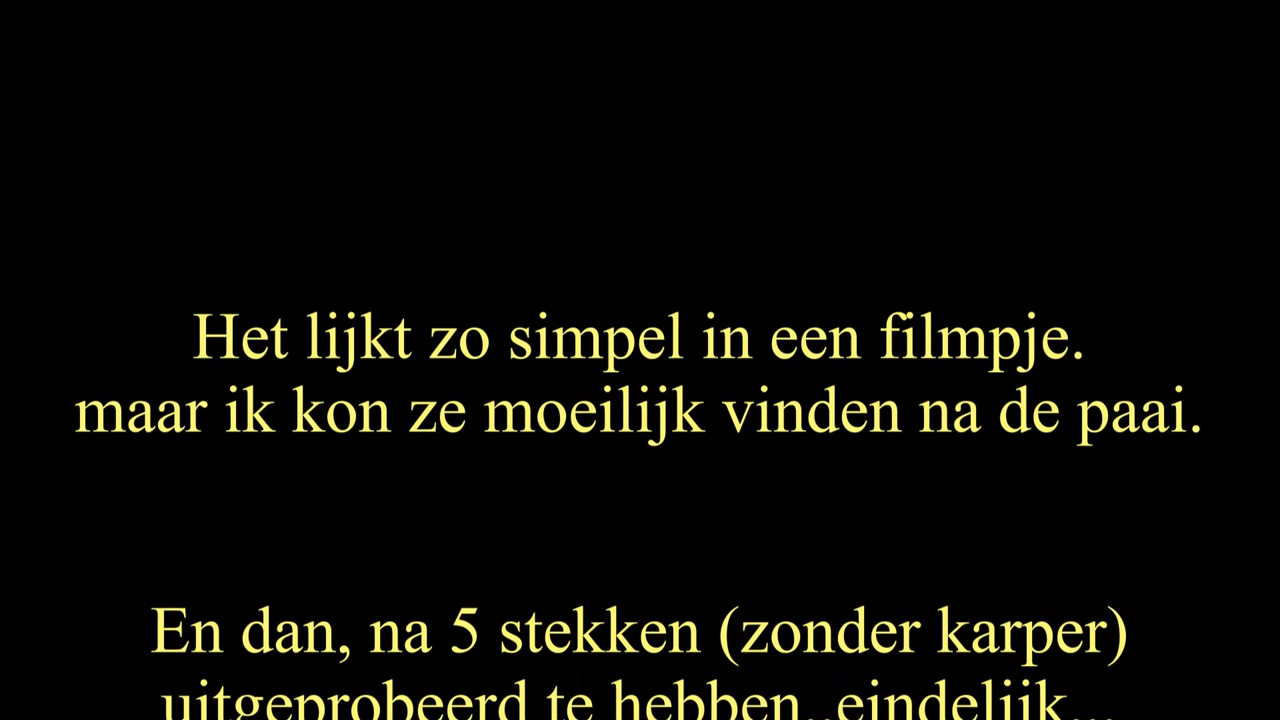 Het lijkt zo simpel in een filmpje.
maar ik kon ze moeilijk vinden na de paai.
En dan, na 5 stekken (zonder karper)
uitgeprobeerd te hebben..eindelijk...